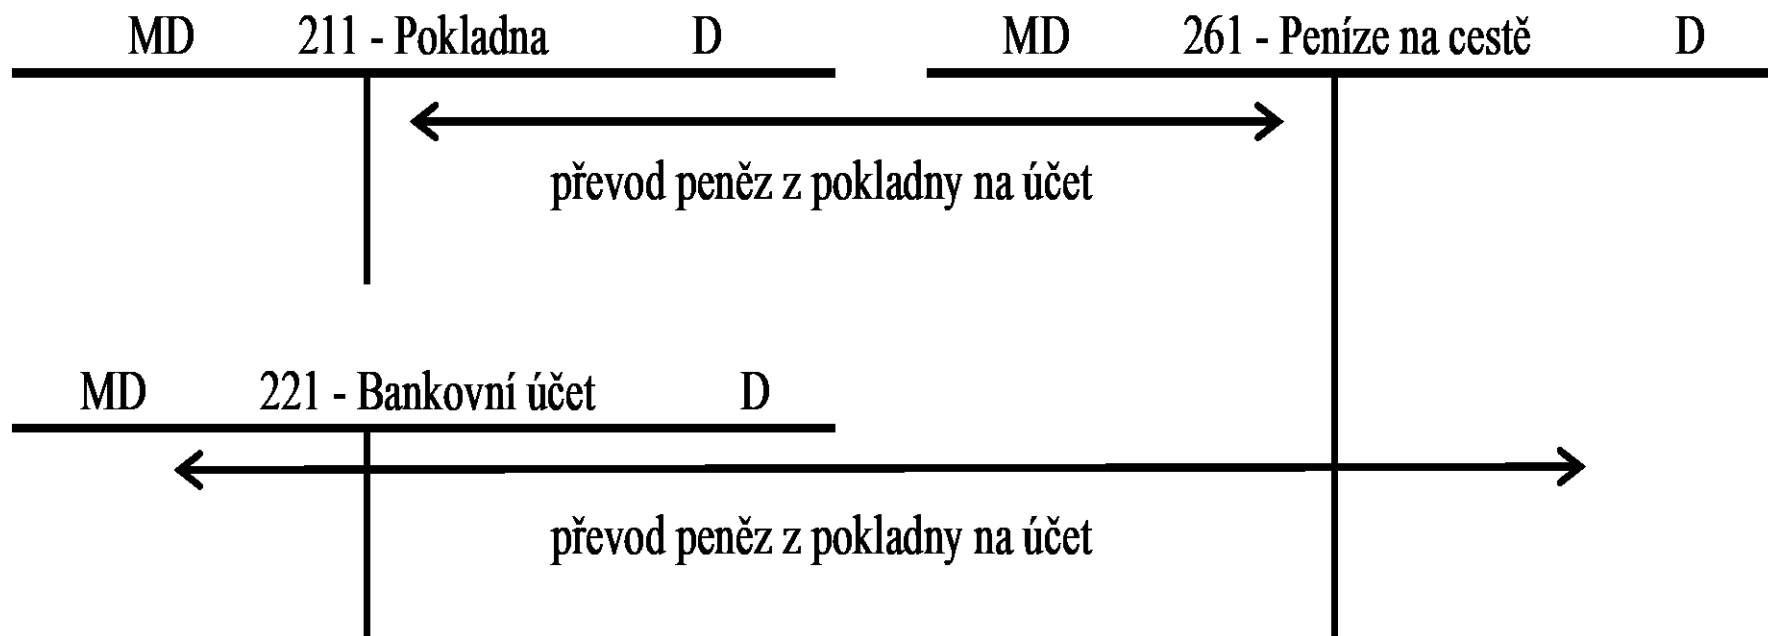 MD 211 - Pokladna D MD 261 - Peníze na cestě D
převod peněz z pokladny na účet
MD 221 - Bankovní účet D
převod peněz z pokladny na účet